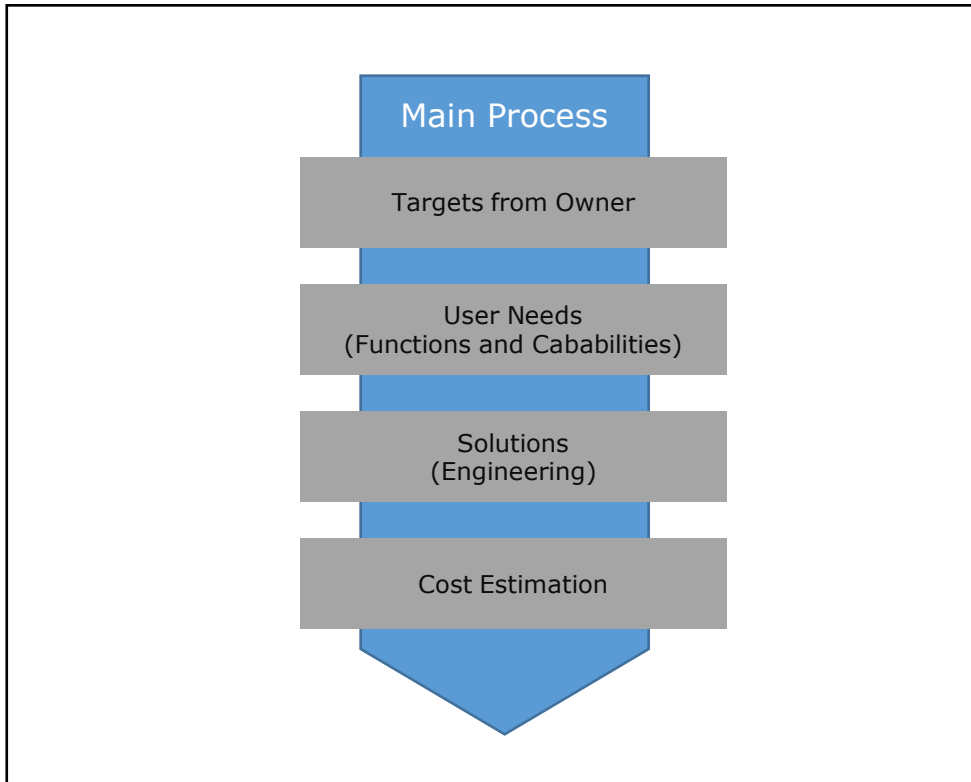 Main Process
Targets from Owner
User Needs
(Functions and Cababilities)
Solutions
(Engineering)
Cost Estimation